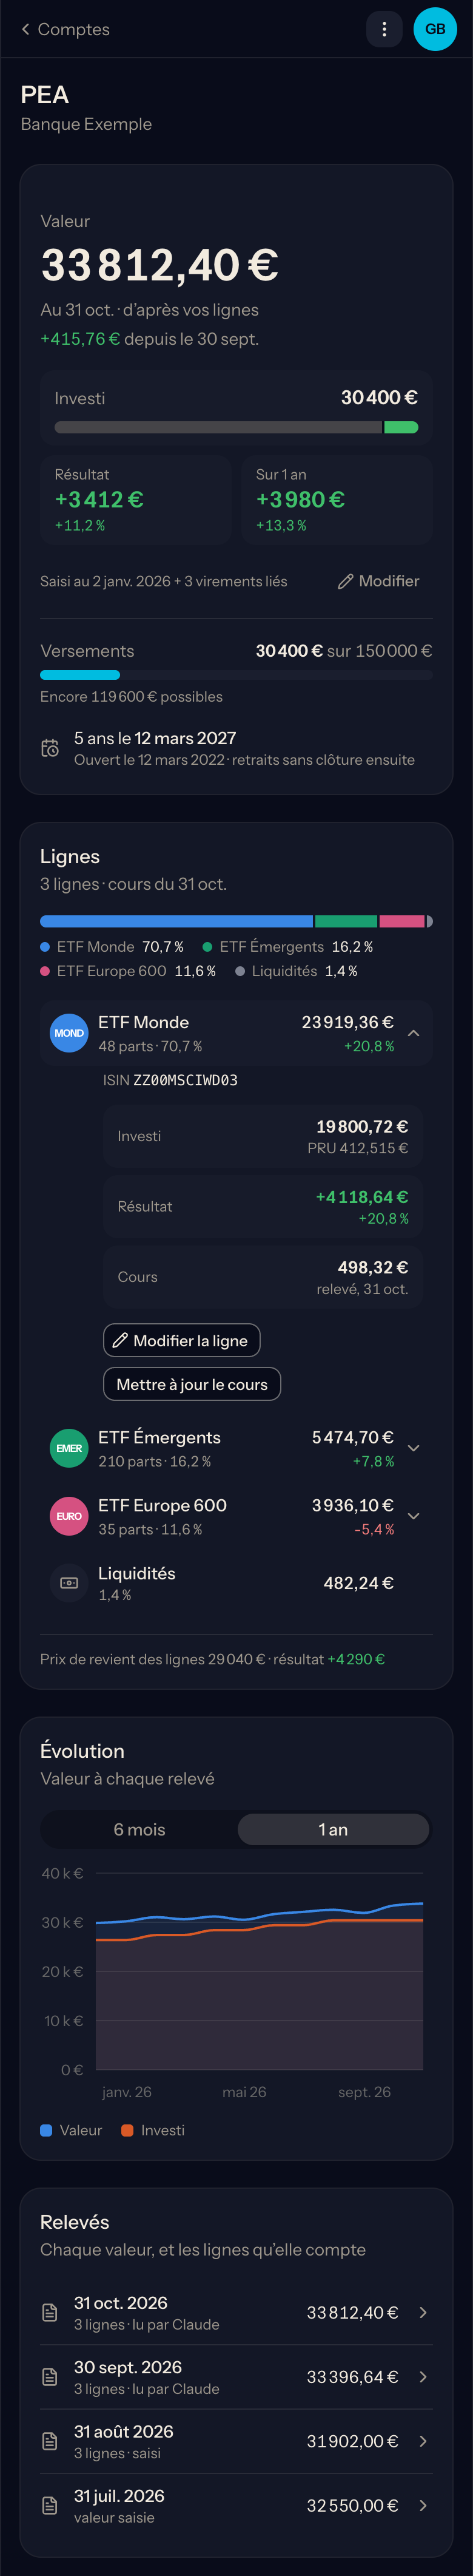 Comptes
GB
PEA
Banque Exemple
Valeur
33 812,40 €
Au 31 oct. · d’après vos lignes
+415,76 € depuis le 30 sept.
Investi 30 400 €
Résultat
+3 412 €
+11,2 %
Sur 1 an
+3 980 €
+13,3 %
Saisi au 2 janv. 2026 + 3 virements liés Modifier
Versements 30 400 € sur 150 000 €
Encore 119 600 € possibles
5 ans le 12 mars 2027
Ouvert le 12 mars 2022 · retraits sans clôture ensuite
Lignes
3 lignes · cours du 31 oct.
ETF Monde 70,7 % ETF Émergents 16,2 %
ETF Europe 600 11,6 % Liquidités 1,4 %
MOND
ETF Monde 23 919,36 €
48 parts · 70,7 % +20,8 %
ISIN ZZ00MSCIWD03
Investi
19 800,72 €
PRU 412,515 €
Résultat
+4 118,64 €
+20,8 %
Cours
498,32 €
relevé, 31 oct.
Modifier la ligne
Mettre à jour le cours
EMER
ETF Émergents 5 474,70 €
210 parts · 16,2 % +7,8 %
EURO
ETF Europe 600 3 936,10 €
35 parts · 11,6 % -5,4 %
Liquidités 482,24 €
1,4 %
Prix de revient des lignes 29 040 € · résultat +4 290 €
Évolution
Valeur à chaque relevé
6 mois 1 an
40 k €
30 k €
20 k €
10 k €
0 €
janv. 26 mai 26 sept. 26
Valeur Investi
Relevés
Chaque valeur, et les lignes qu’elle compte
31 oct. 2026 33 812,40 €
3 lignes · lu par Claude
30 sept. 2026 33 396,64 €
3 lignes · lu par Claude
31 août 2026 31 902,00 €
3 lignes · saisi
31 juil. 2026 32 550,00 €
valeur saisie